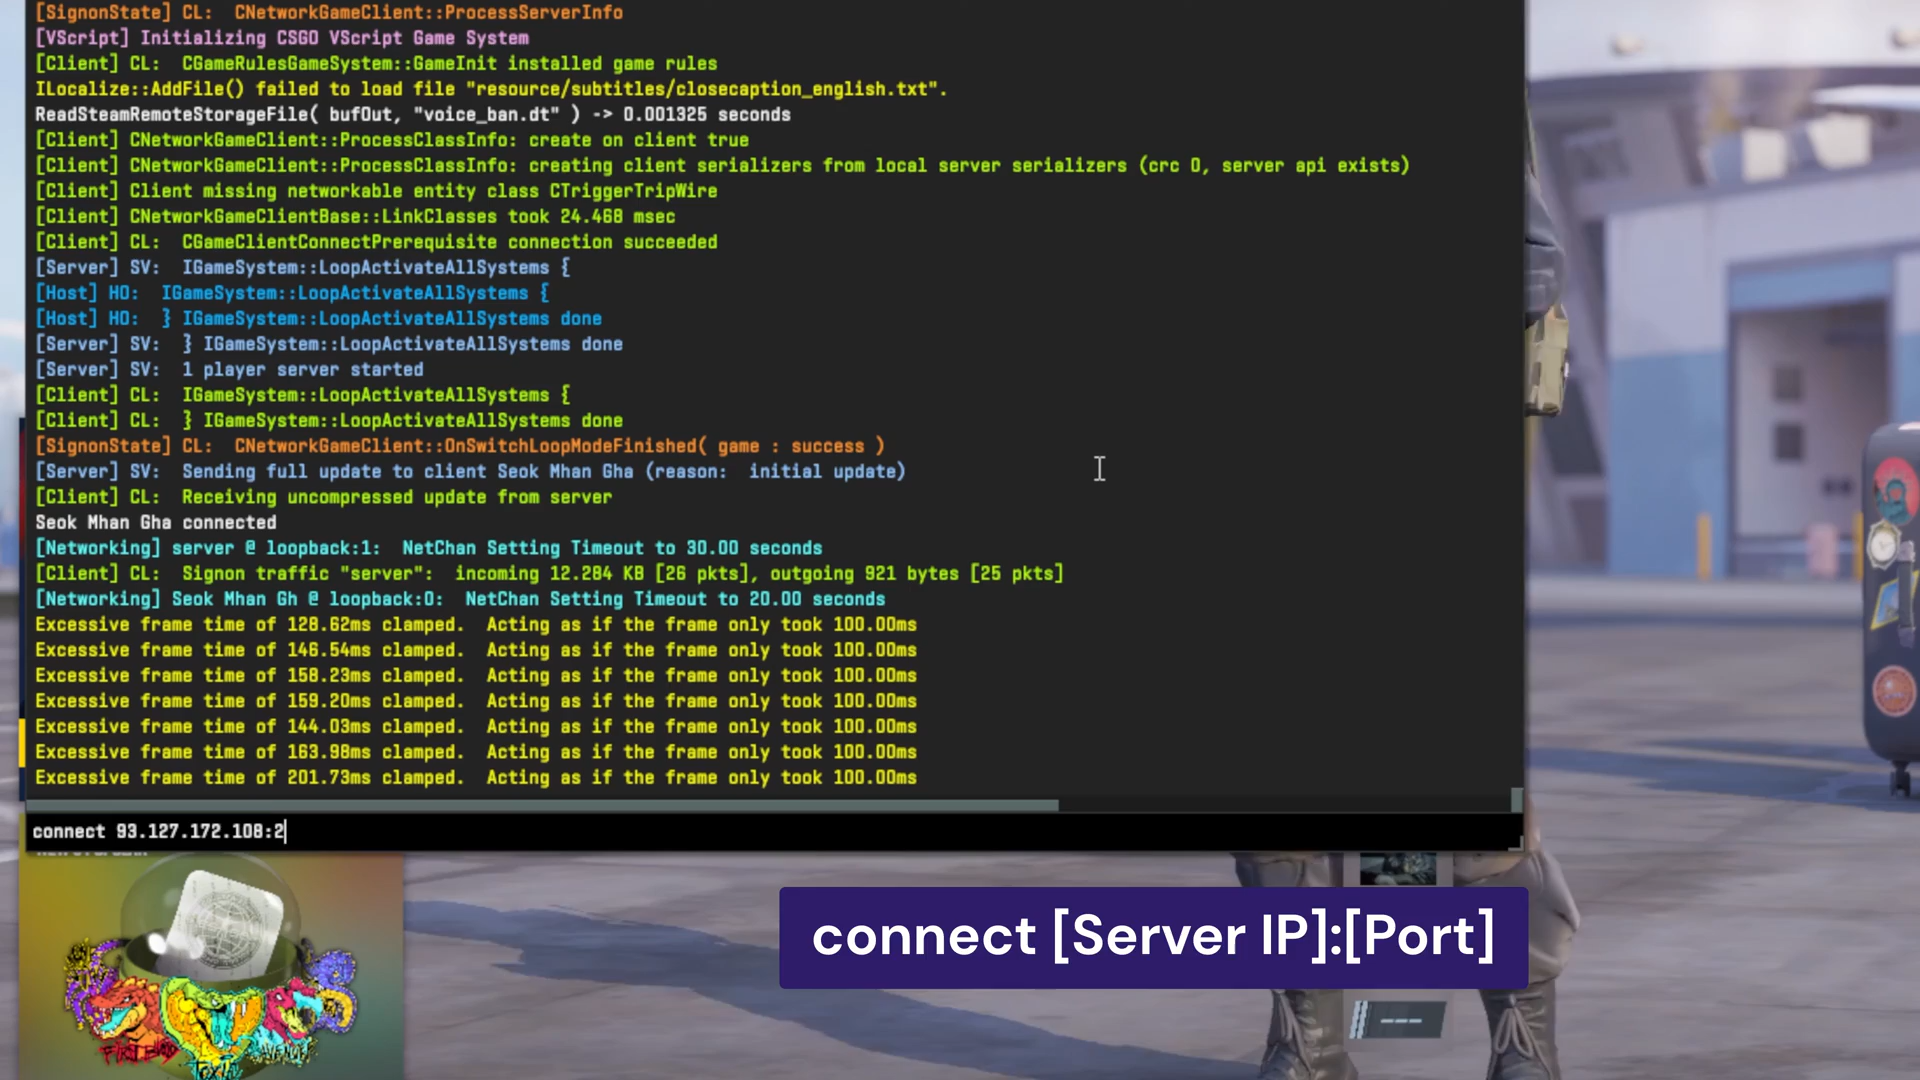 [SignonState] CL:  CNetworkGameClient::ProcessServerInfo
[VScript] Initializing CSGO VScript Game System
[Client] CL:  CGameRulesGameSystem::GameInit installed game rules
ILocalize::AddFile() failed to load file "resource/subtitles/closecaption_english.txt".
ReadSteamRemoteStorageFile( bufOut, "voice_ban.dt" ) -> 0.001325 seconds
[Client] CNetworkGameClient::ProcessClassInfo: create on client true
[Client] CNetworkGameClient::ProcessClassInfo: creating client serializers from local server serializers (crc 0, server api exists)
[Client] Client missing networkable entity class CTriggerTripWire
[Client] CNetworkGameClientBase::LinkClasses took 24.468 msec
[Client] CL:  CGameClientConnectPrerequisite connection succeeded
[Server] SV:  IGameSystem::LoopActivateAllSystems {
[Host] HO:  IGameSystem::LoopActivateAllSystems {
[Host] HO:  } IGameSystem::LoopActivateAllSystems done
[Server] SV:  } IGameSystem::LoopActivateAllSystems done
[Server] SV:  1 player server started
[Client] CL:  IGameSystem::LoopActivateAllSystems {
[Client] CL:  } IGameSystem::LoopActivateAllSystems done
[SignonState] CL:  CNetworkGameClient::OnSwitchLoopModeFinished( game : success )
[Server] SV:  Sending full update to client Seok Mhan Gha (reason:  initial update)
[Client] CL:  Receiving uncompressed update from server
Seok Mhan Gha connected
[Networking] server @ loopback:1:  NetChan Setting Timeout to 30.00 seconds
[Client] CL:  Signon traffic "server":  incoming 12.284 KB [26 pkts], outgoing 921 bytes [25 pkts]
[Networking] Seok Mhan Gh @ loopback:0:  NetChan Setting Timeout to 20.00 seconds
Excessive frame time of 128.62ms clamped.  Acting as if the frame only took 100.00ms
Excessive frame time of 146.54ms clamped.  Acting as if the frame only took 100.00ms
Excessive frame time of 158.23ms clamped.  Acting as if the frame only took 100.00ms
Excessive frame time of 159.20ms clamped.  Acting as if the frame only took 100.00ms
Excessive frame time of 144.03ms clamped.  Acting as if the frame only took 100.00ms
Excessive frame time of 163.98ms clamped.  Acting as if the frame only took 100.00ms
Excessive frame time of 201.73ms clamped.  Acting as if the frame only took 100.00ms
connect 93.127.172.108:2
connect [Server IP]:[Port]